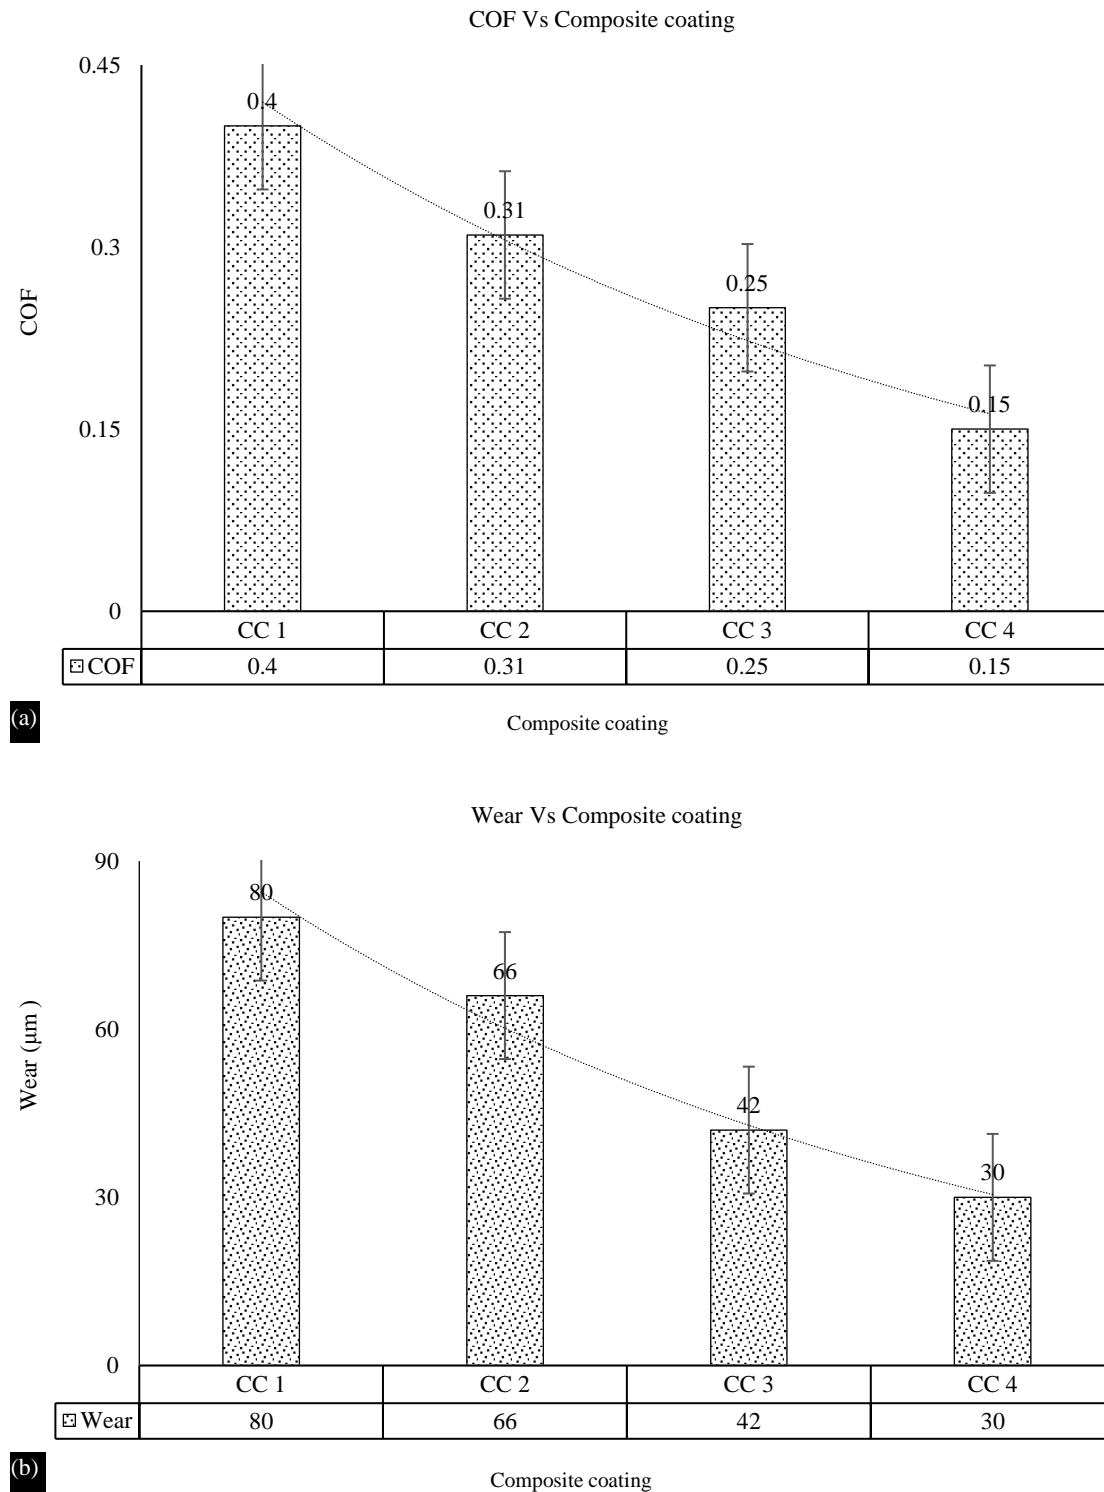 COF Vs Composite coating
0.45
0.4
0.31
0.3
0.25
COF
0.15
0.15
0
CC 1 CC 2 CC 3 CC 4
COF 0.4 0.31 0.25 0.15
(a)
Composite coating
Wear Vs Composite coating
90
80
66
60
42
Wear (μm )
30
30
0
CC 1 CC 2 CC 3 CC 4
Wear 80 66 42 30
(b)
Composite coating